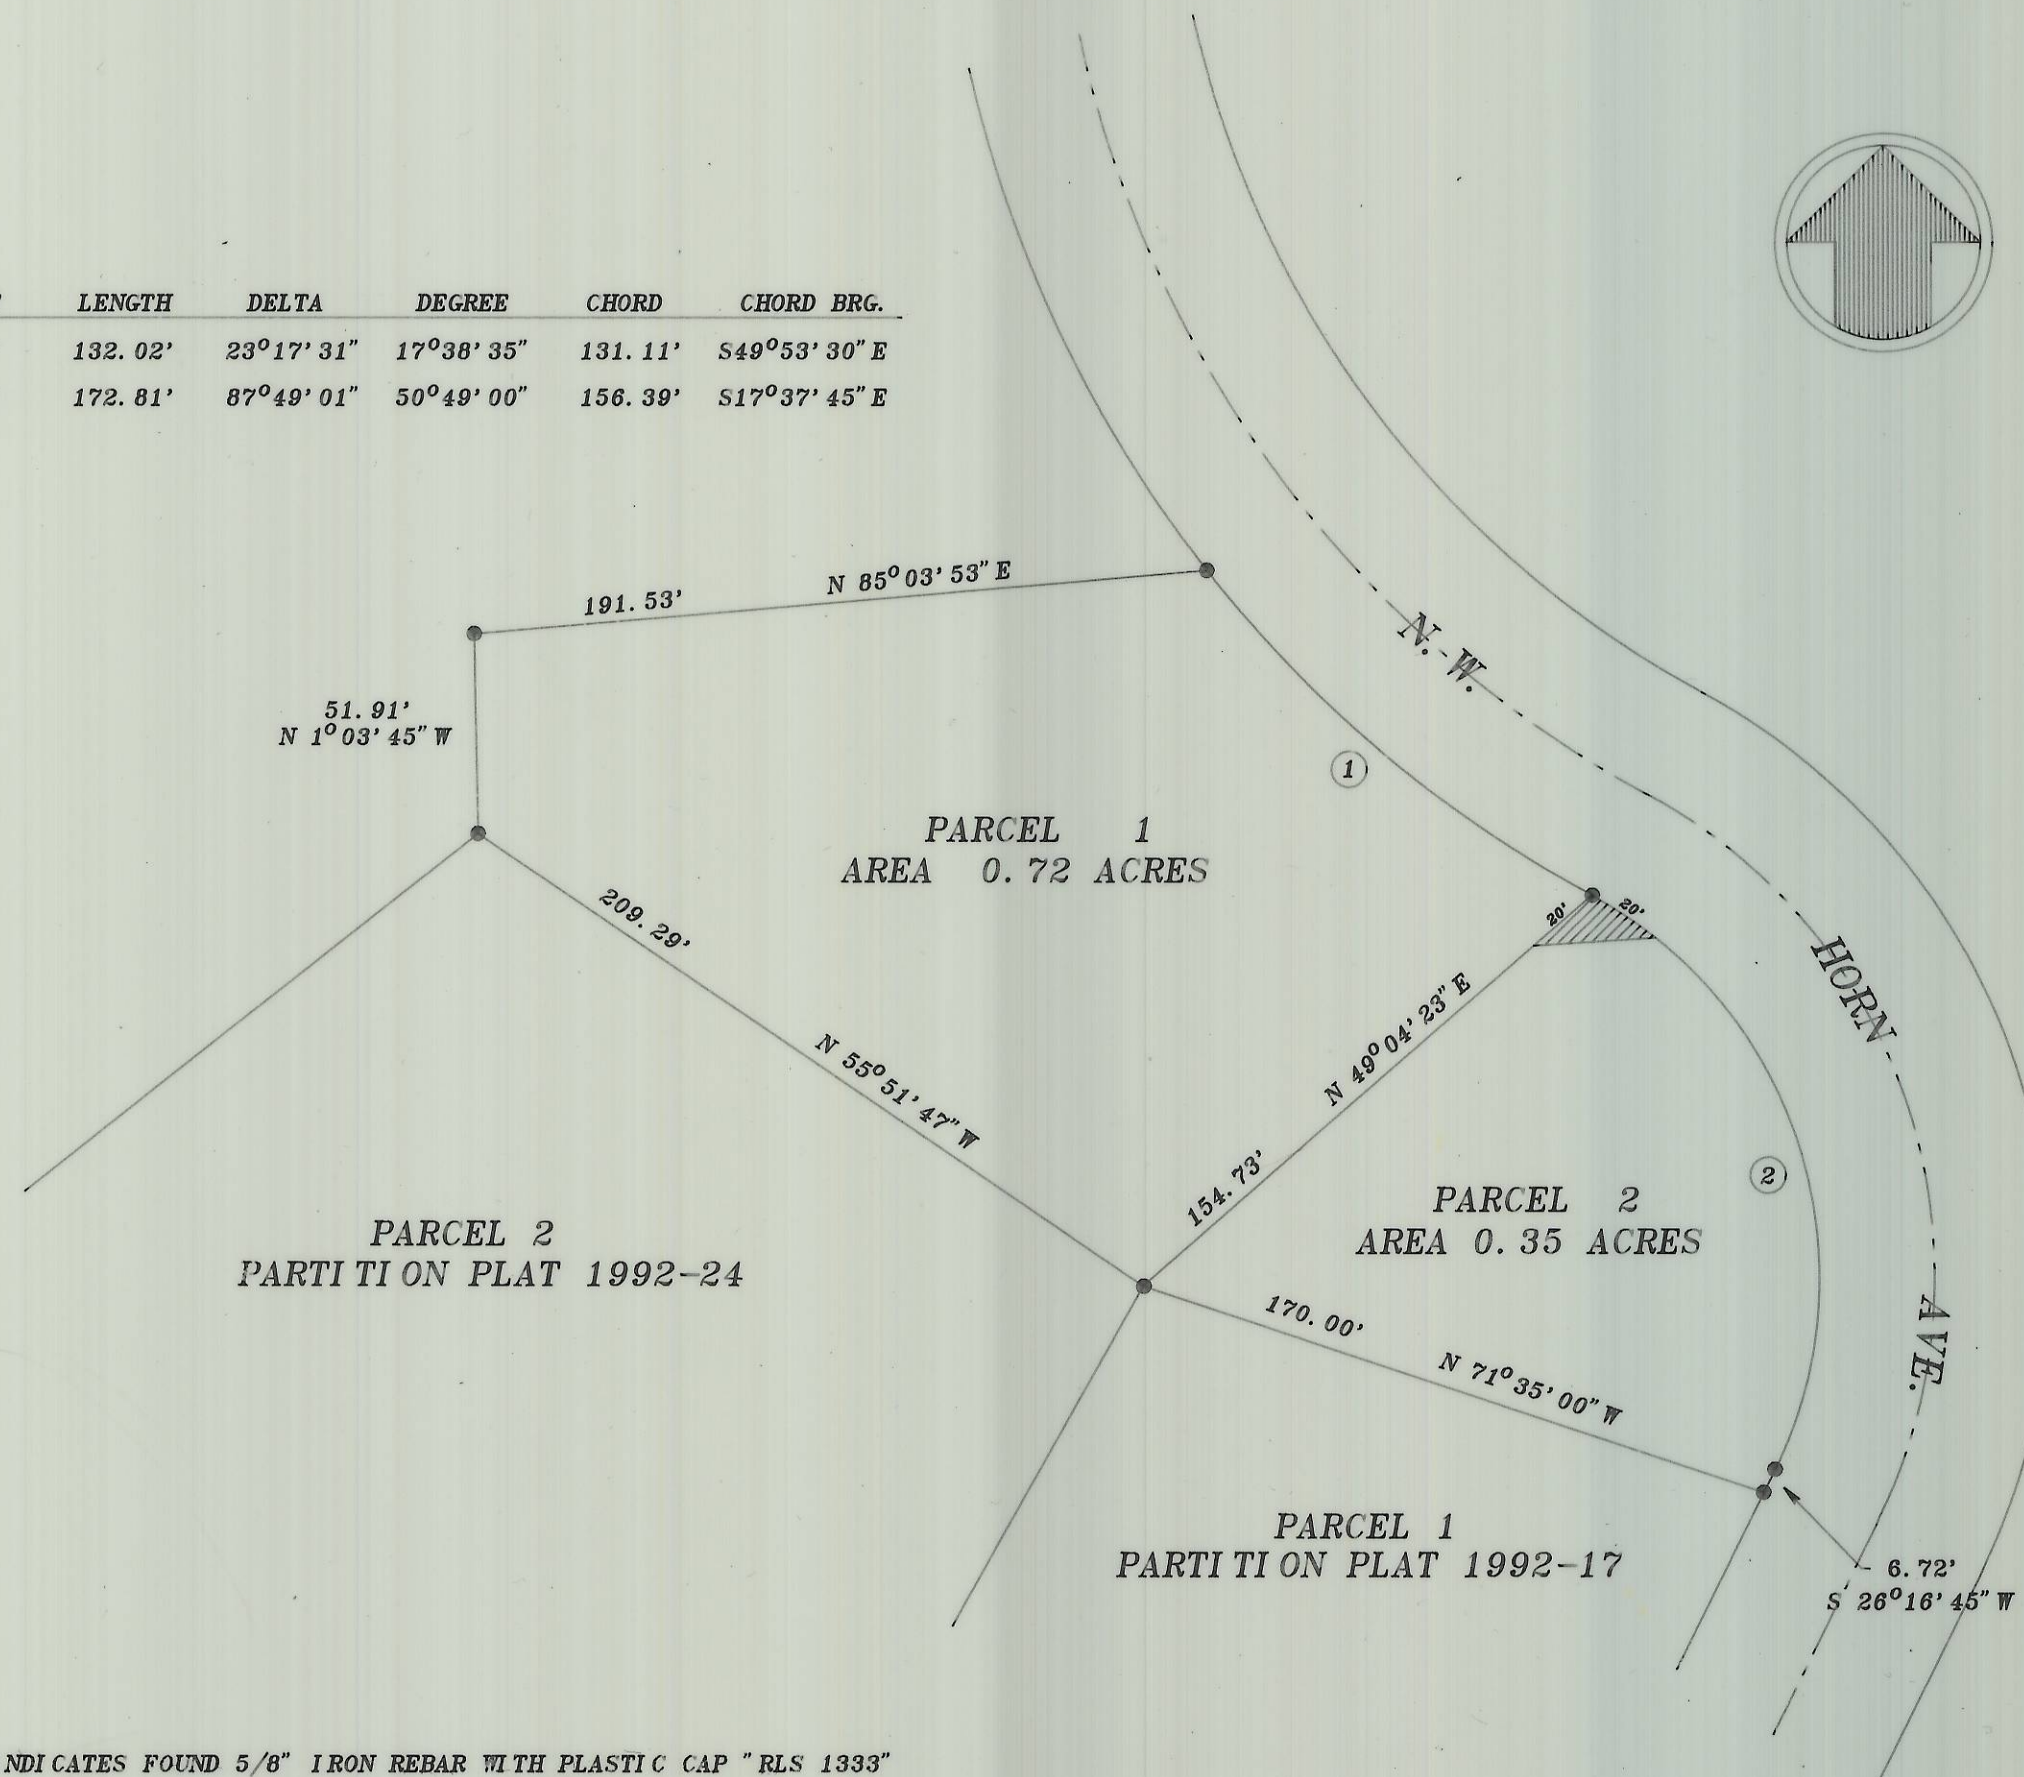 LENGTH DELTA DEGREE CHORD CHORD BRG.
132.02' 23°17'31" 17°38'35" 131.11' S49°53'30"E
172.81' 87°49'01" 50°49'00" 156.39' S17°37'45"E
191.53' N 85°03'53"E
51.91'
N 1°03'45"W
N. W.
1
PARCEL 1
AREA 0.72 ACRES
209.29'
20' 20'
HORN
N 55°51'47"W
N 49°04'23"E
154.73'
2
PARCEL 2
AREA 0.35 ACRES
PARCEL 2
PARTITION PLAT 1992-24
170.00'
N 71°35'00"W
AVE.
PARCEL 1
PARTITION PLAT 1992-17
6.72'
S 26°16'45"W
NDICATES FOUND 5/8" IRON REBAR WITH PLASTIC CAP "RLS 1333"